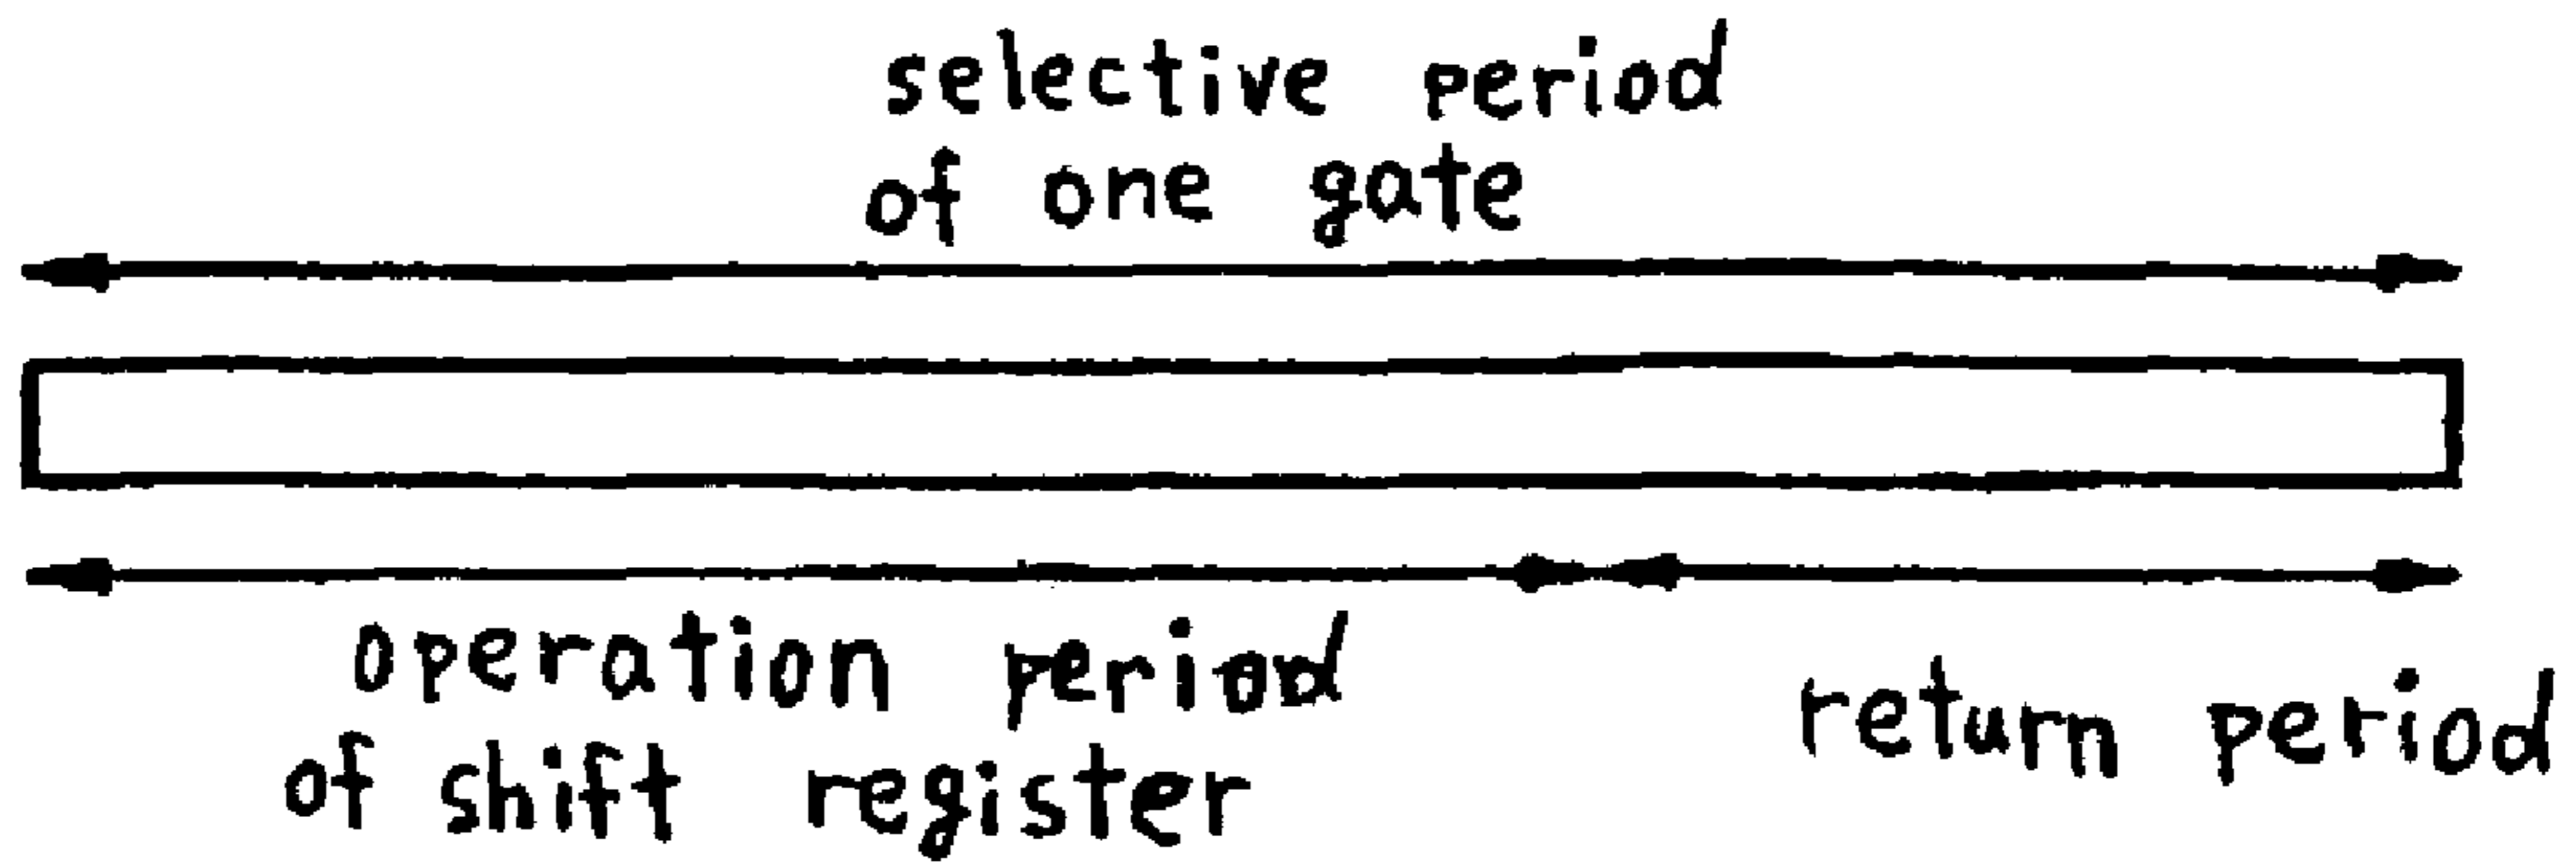 selective period
of one gate
operation period
of shift register
return period